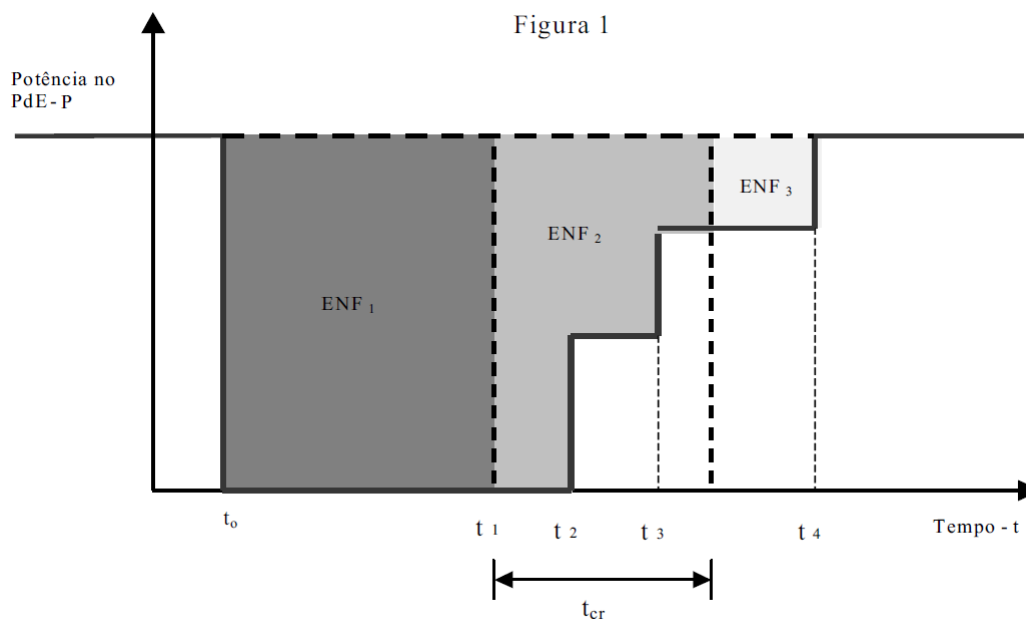 Figura 1
Potência no
PdE - P
ENF 3
ENF 2
ENF 1
to
t 1
t 2
t 3
t 4
Tempo - t
tcr